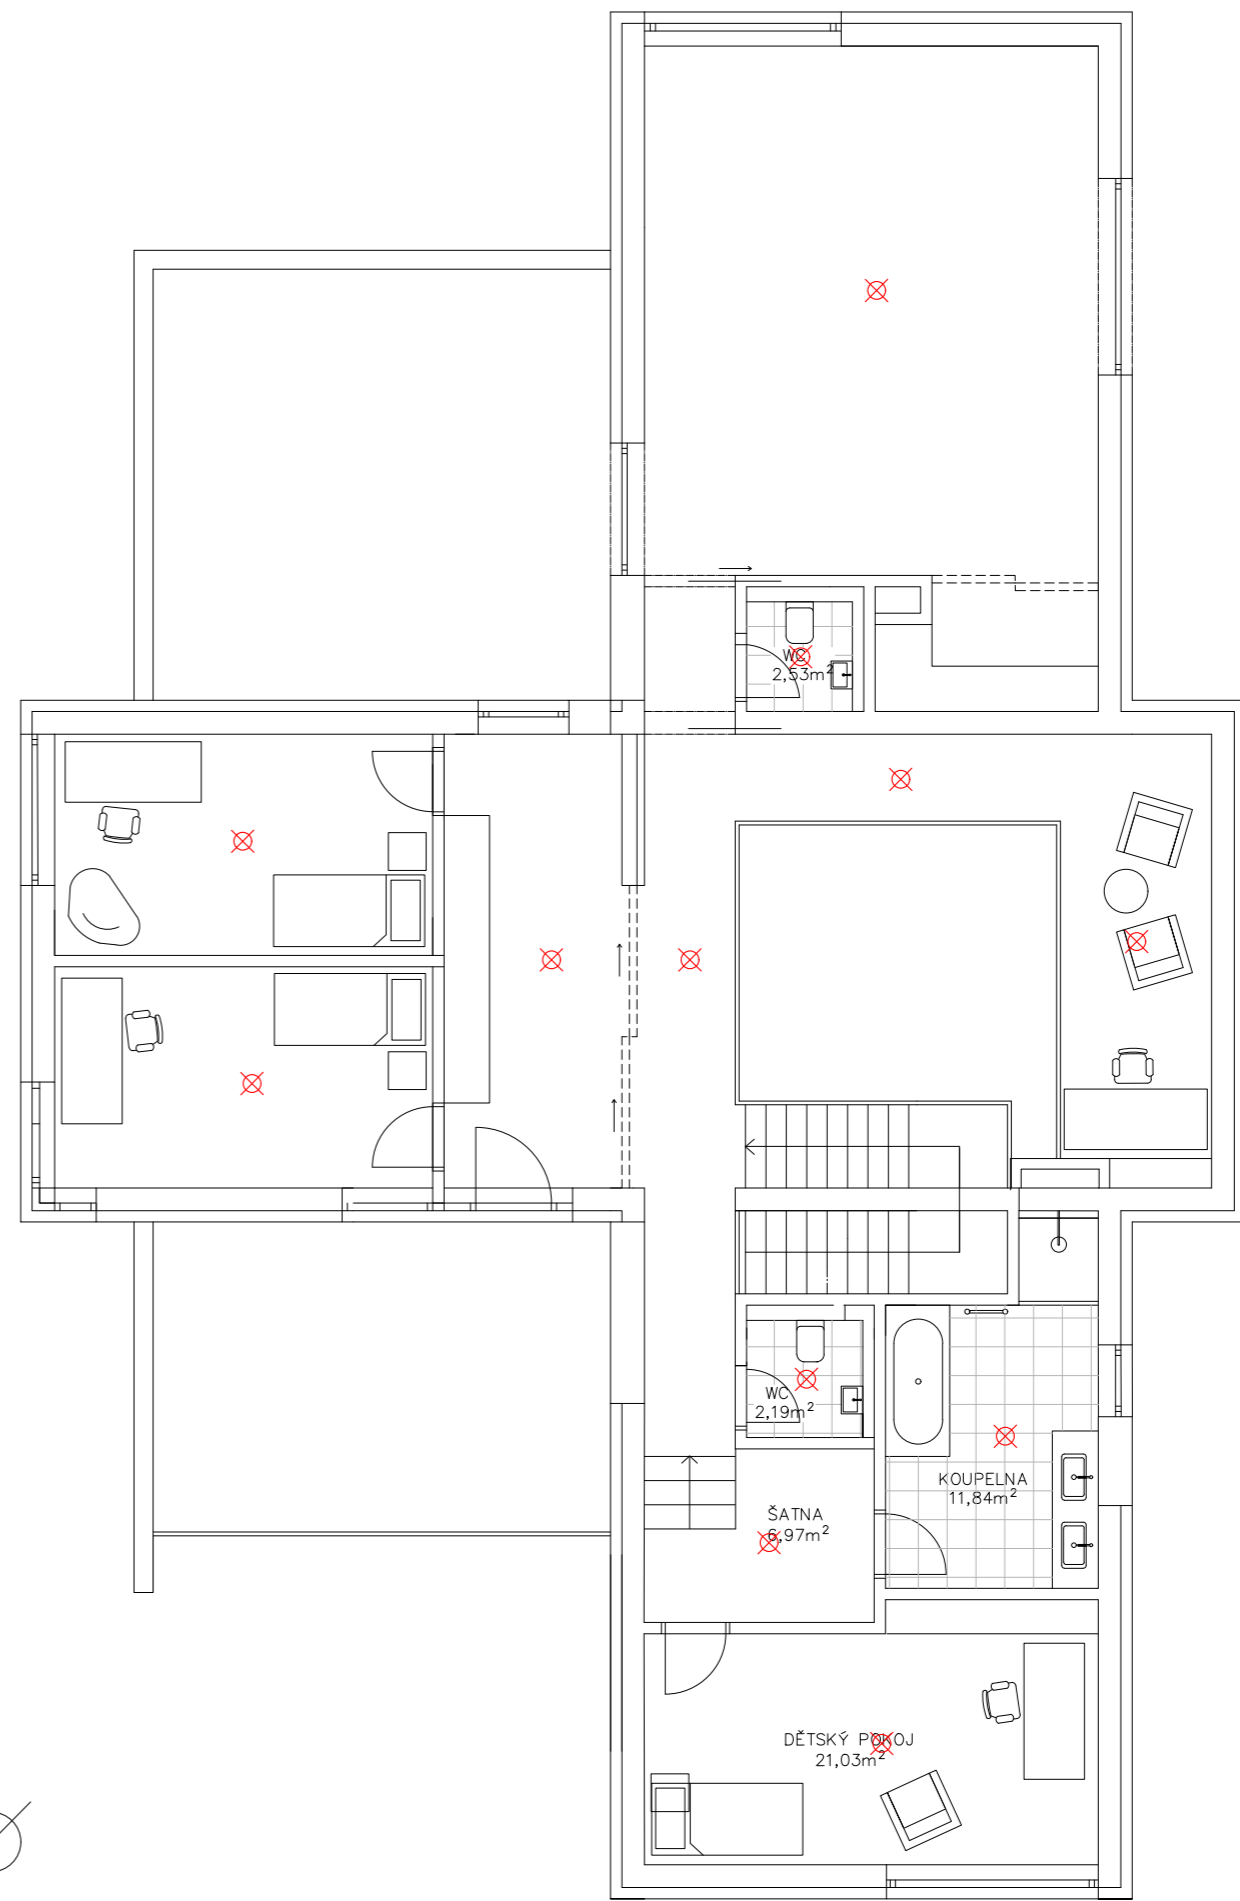 WC
2,53m²
WC
2,19m²
KOUPELNA
11,84m²
ŠATNA
6,97m²
DĚTSKÝ POKOJ
21,03m²